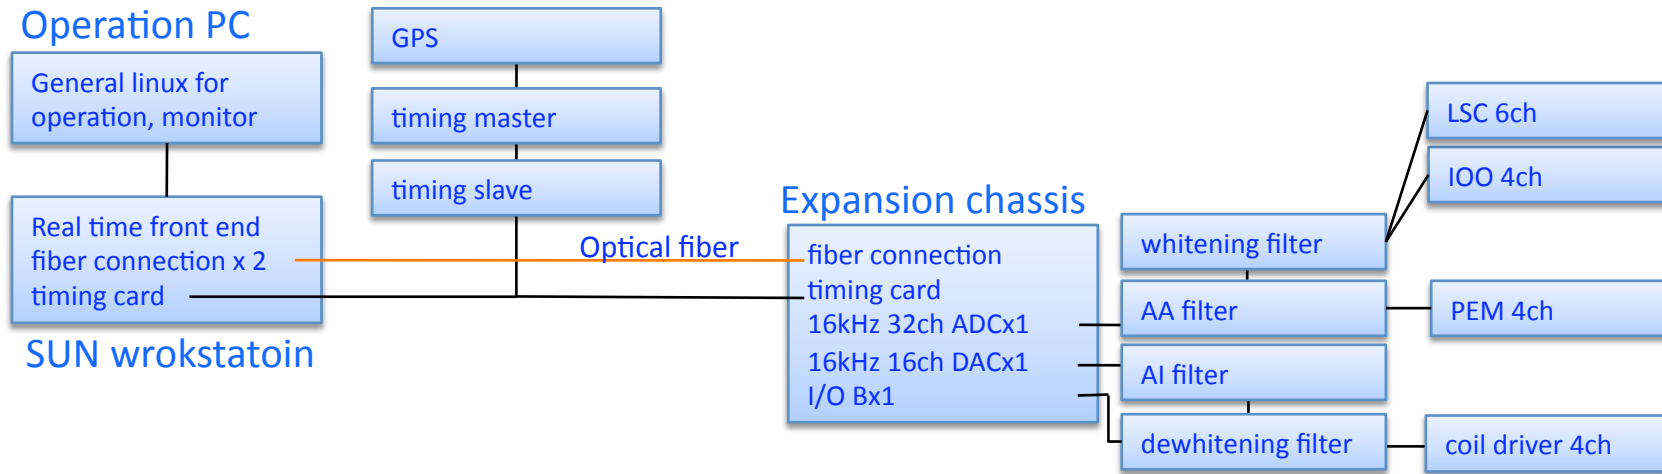 Operation PC
General linux for
operation, monitor
Real time front end
fiber connection x 2
timing card
SUN wrokstatoin
GPS
timing master
timing slave
Optical fiber
Expansion chassis
fiber connection
timing card
16kHz 32ch ADCx1
16kHz 16ch DACx1
I/O Bx1
whitening filter
AA filter
AI filter
dewhitening filter
LSC 6ch
IOO 4ch
PEM 4ch
coil driver 4ch